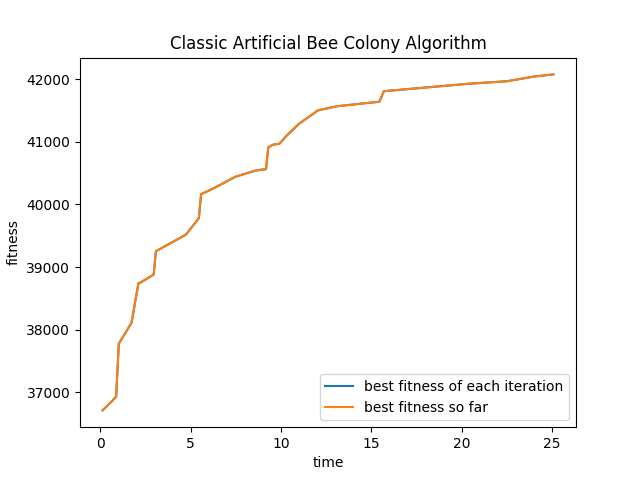 Classic Artificial Bee Colony Algorithm
42000
41000
40000
39000
38000
37000
fitness
best fitness of each iteration
best fitness so far
0 5 10 15 20 25
time